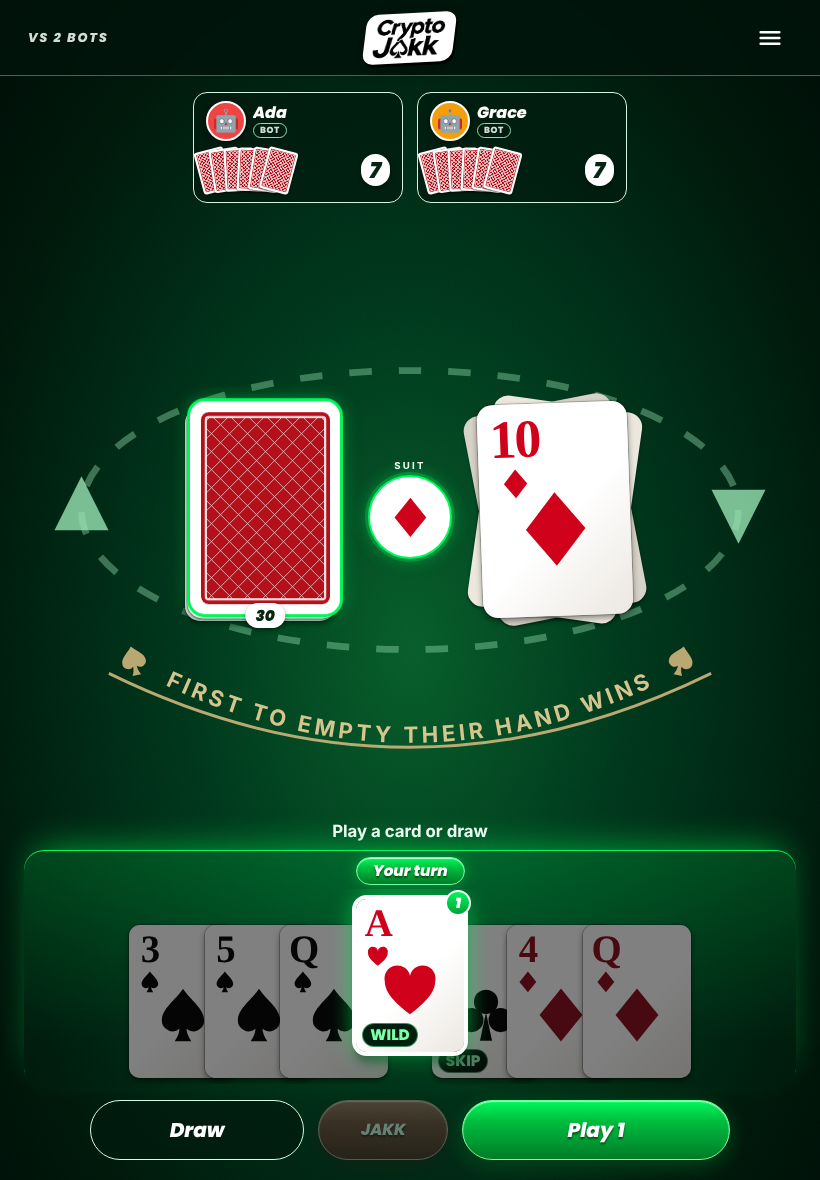 VS 2 BOTS
Crypto
JAKK
Ada
BOT
7
Grace
BOT
7
SUIT
10
30
FIRST TO EMPTY THEIR HAND WINS
Play a card or draw
Your turn
3
5
Q
A
1
WILD
SKIP
4
Q
Draw
JAKK
Play 1